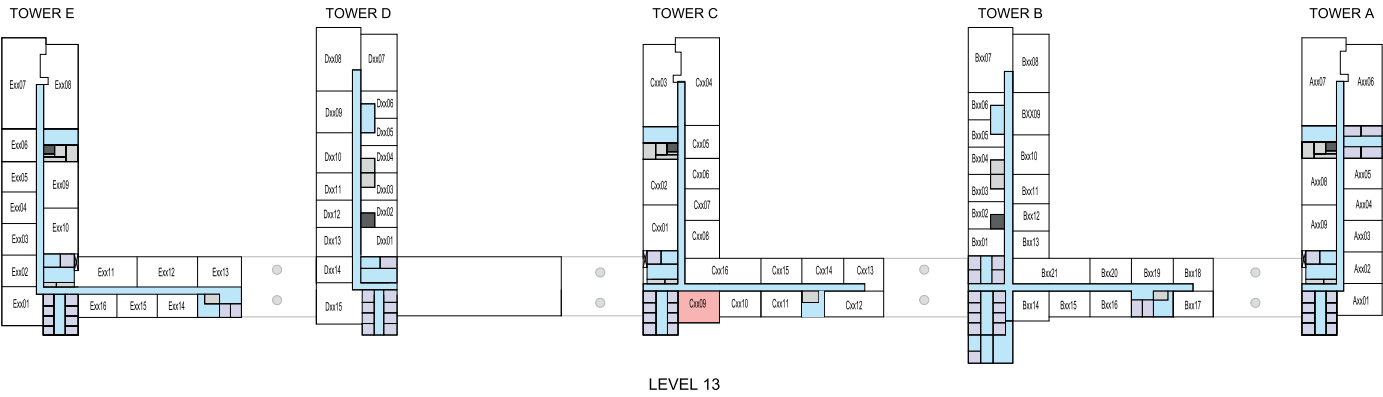 TOWER E
TOWER D
TOWER C
TOWER B
TOWER A
Exx07
Exx08
Exx06
Exx05
Exx09
Exx04
Exx10
Exx03
Exx02
Exx11
Exx12
Exx13
Exx01
Exx16
Exx15
Exx14
Dxx08
Dxx07
Dxx09
Dxx06
Dxx05
Dxx10
Dxx04
Dxx11
Dxx03
Dxx12
Dxx02
Dxx13
Dxx01
Dxx14
Dxx15
Cxx03
Cxx04
Cxx05
Cxx02
Cxx06
Cxx07
Cxx01
Cxx08
Cxx16
Cxx15
Cxx14
Cxx13
Cxx09
Cxx10
Cxx11
Cxx12
Bxx07
Bxx08
Bxx06
BXX09
Bxx05
Bxx04
Bxx10
Bxx03
Bxx11
Bxx02
Bxx12
Bxx01
Bxx13
Bxx21
Bxx20
Bxx19
Bxx18
Bxx14
Bxx15
Bxx16
Bxx17
Axx07
Axx06
Axx08
Axx05
Axx04
Axx09
Axx03
Axx02
Axx01
LEVEL 13